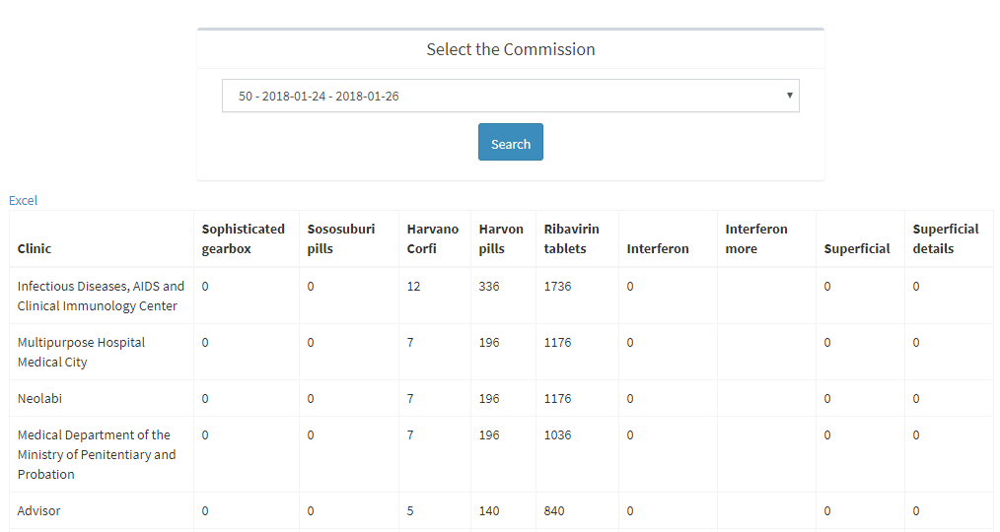 Select the Commission
50 - 2018-01-24 - 2018-01-26
Search
Excel
Clinic Sophisticated gearbox Sososuburi pills Harvano Corfi Harvon pills Ribavirin tablets Interferon Interferon more Superficial Superficial details
Infectious Diseases, AIDS and 0 0 12 336 1736 0 0 0
Clinical Immunology Center
Multipurpose Hospital 0 0 7 196 1176 0 0 0
Medical City
Neolabi 0 0 7 196 1176 0 0 0
Medical Department of the 0 0 7 196 1036 0 0 0
Ministry of Penitentiary and
Probation
Advisor 0 0 5 140 840 0 0 0